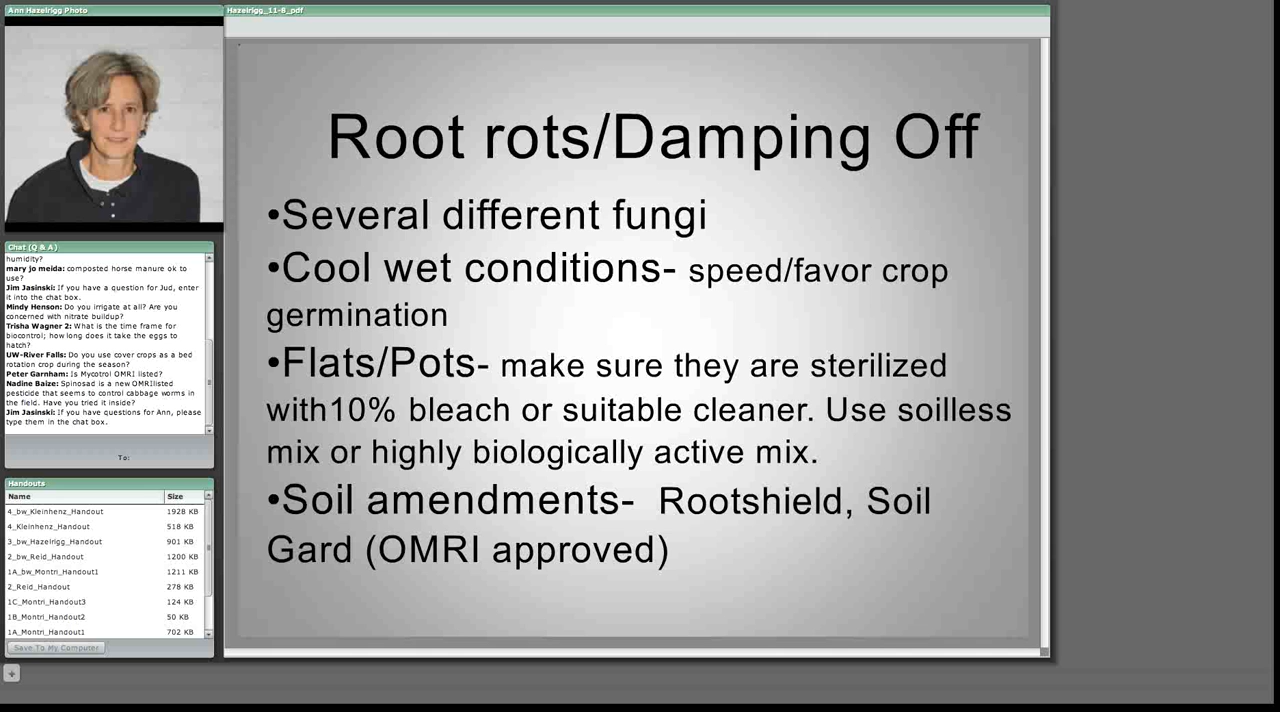 Ann Hazelrigg Photo
Hazelrigg_11-8_pdf
Root rots/Damping Off
•Several different fungi
•Cool wet conditions- speed/favor crop
germination
•Flats/Pots- make sure they are sterilized
with10% bleach or suitable cleaner. Use soilless
mix or highly biologically active mix.
•Soil amendments- Rootshield, Soil
Gard (OMRI approved)
Chat (Q & A)
humidity?
mary jo meida: composted horse manure ok to
use?
Jim Jasinski: If you have a question for Jud, enter
it into the chat box.
Mindy Henson: Do you irrigate at all? Are you
concerned with nitrate buildup?
Trisha Wagner 2: What is the time frame for
biocontrol; how long does it take the eggs to
hatch?
UW-River Falls: Do you use cover crops as a bed
rotation crop during the season?
Peter Garnham: Is Mycotrol OMRI listed?
Nadine Baize: Spinosad is a new OMRIlisted
pesticide that seems to control cabbage worms in
the field. Have you tried it inside?
Jim Jasinski: If you have questions for Ann, please
type them in the chat box.
To:
Handouts
Name Size
4_bw_Kleinhenz_Handout 1928 KB
4_Kleinhenz_Handout 518 KB
3_bw_Hazelrigg_Handout 901 KB
2_bw_Reid_Handout 1200 KB
1A_bw_Montri_Handout1 1211 KB
2_Reid_Handout 278 KB
1C_Montri_Handout3 124 KB
1B_Montri_Handout2 50 KB
1A_Montri_Handout1 702 KB
Save To My Computer